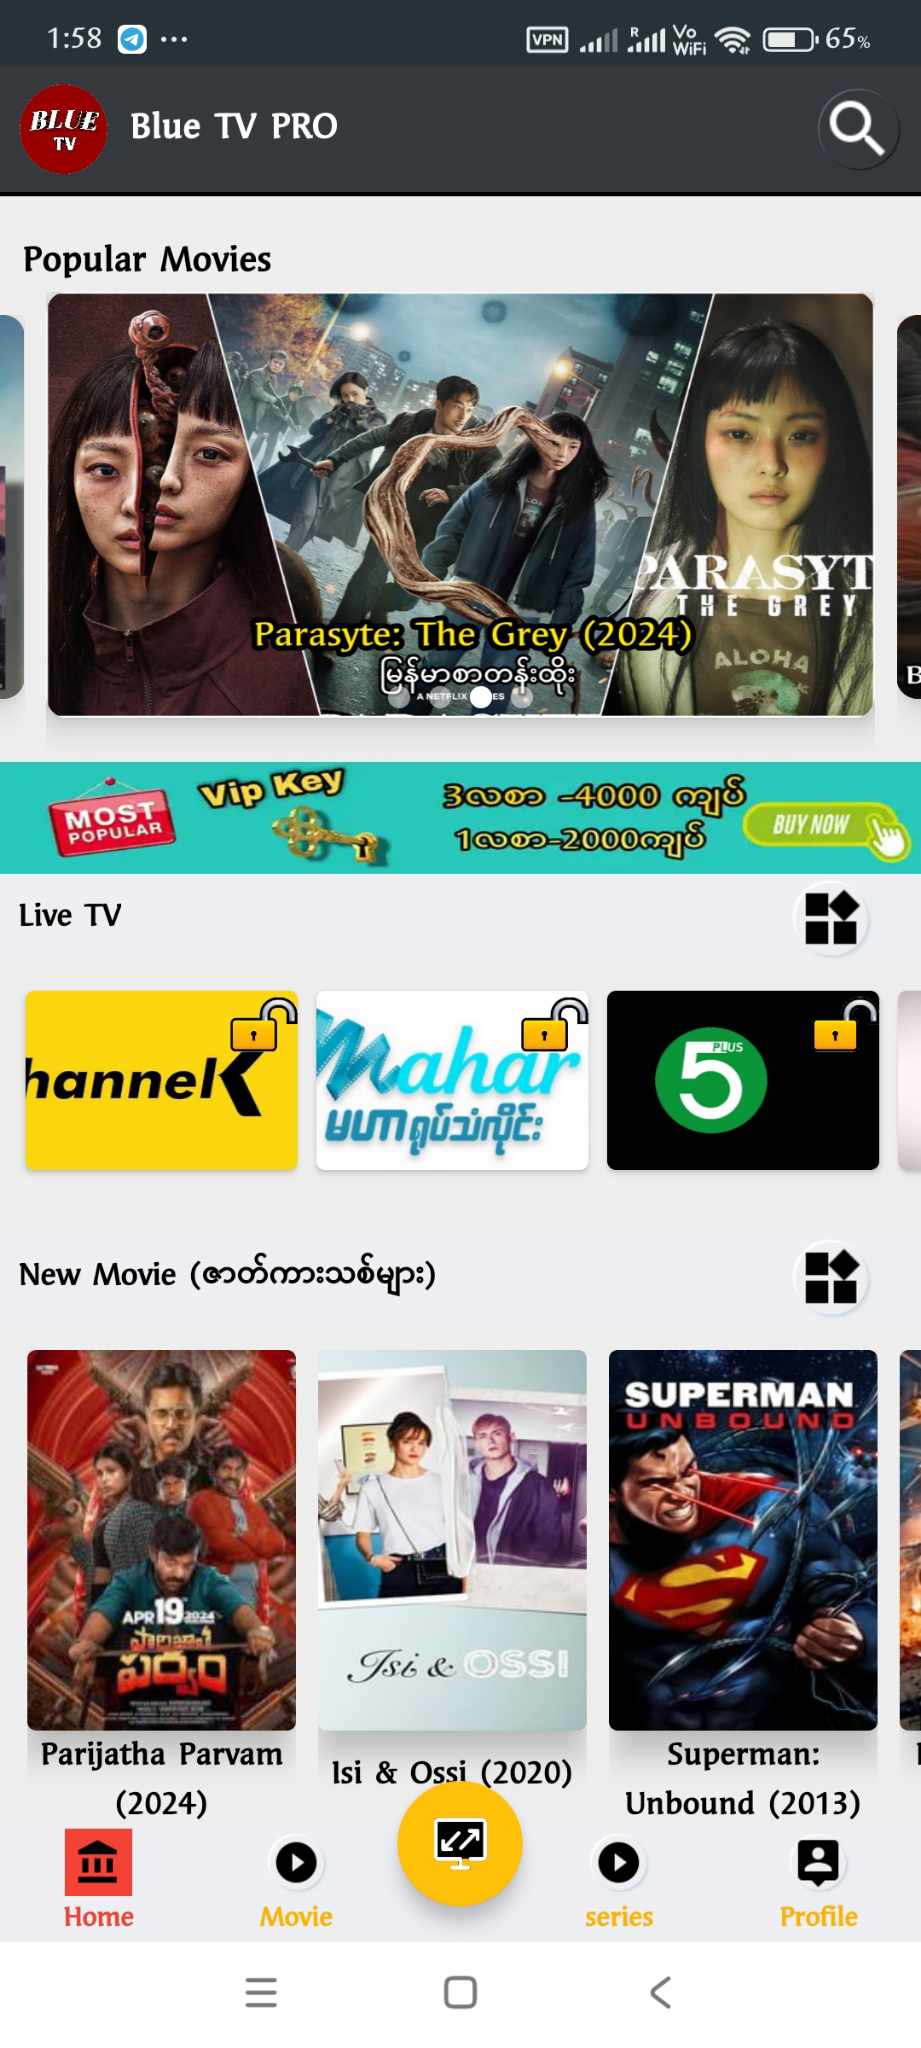 1:58
VPN
R
Vo
WiFi
65%
BLUE
TV
Blue TV PRO
Popular Movies
PARASYT
THE GREY
ALOHA
Parasyte: The Grey (2024)
မြန်မာစာတန်းထိုး
A NETFLIX
ES
B
MOST
POPULAR
Vip Key
3လစာ -4000 ကျပ်
1လစာ-2000ကျပ်
BUY NOW
Live TV
hannelK
Mahar
မဟာရုပ်သံလိုင်း
5
PLUS
New Movie (ဇာတ်ကားသစ်များ)
APR 19 2024
పారిజాత
పర్వం
Isi & OSSI
SUPERMAN
UNBOUND
Parijatha Parvam
(2024)
Isi & Ossi (2020)
Superman:
Unbound (2013)
Home
Movie
series
Profile